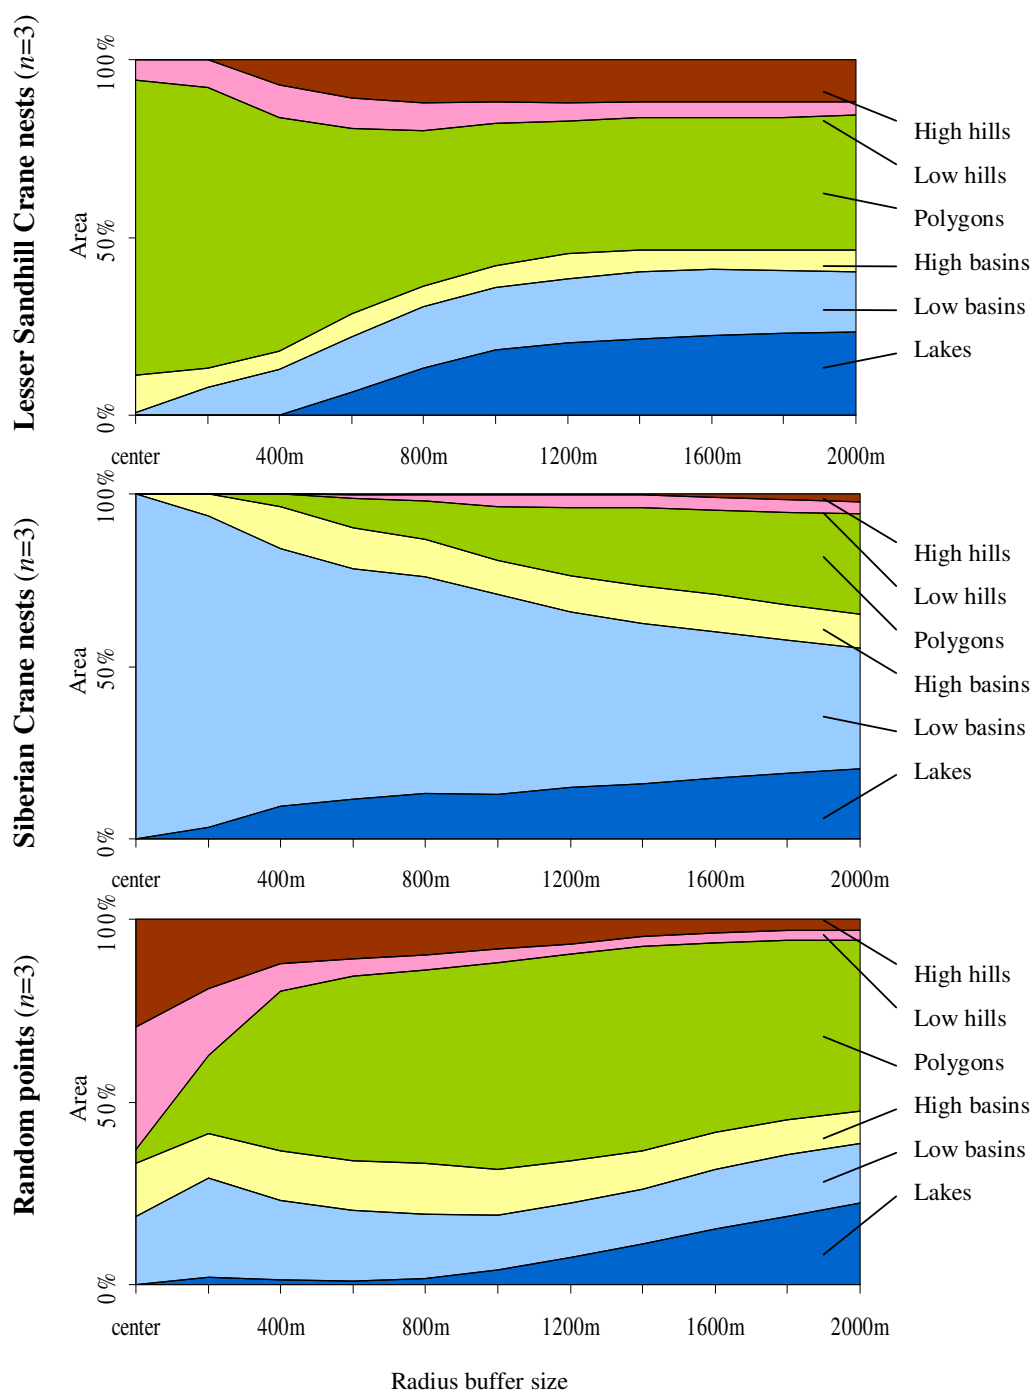 Lesser Sandhill Crane nests (n=3)
Area
100%
50%
0%
center 400m 800m 1200m 1600m 2000m
High hills
Low hills
Polygons
High basins
Low basins
Lakes
Siberian Crane nests (n=3)
Area
100%
50%
0%
center 400m 800m 1200m 1600m 2000m
High hills
Low hills
Polygons
High basins
Low basins
Lakes
Random points (n=3)
Area
100%
50%
0%
center 400m 800m 1200m 1600m 2000m
High hills
Low hills
Polygons
High basins
Low basins
Lakes
Radius buffer size